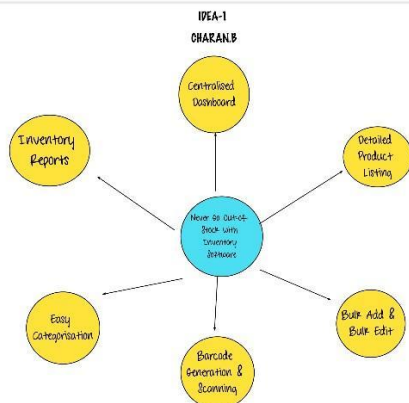 IDEA-1
CHARAN.B
Centralised
Dashboard
Inventory
Reports
Detailed
Product
Listing
Never Go Out-of-
Stock with
Inventory
Software
Easy
Categorisation
Bulk Add &
Bulk Edit
Barcode
Generation &
Scanning